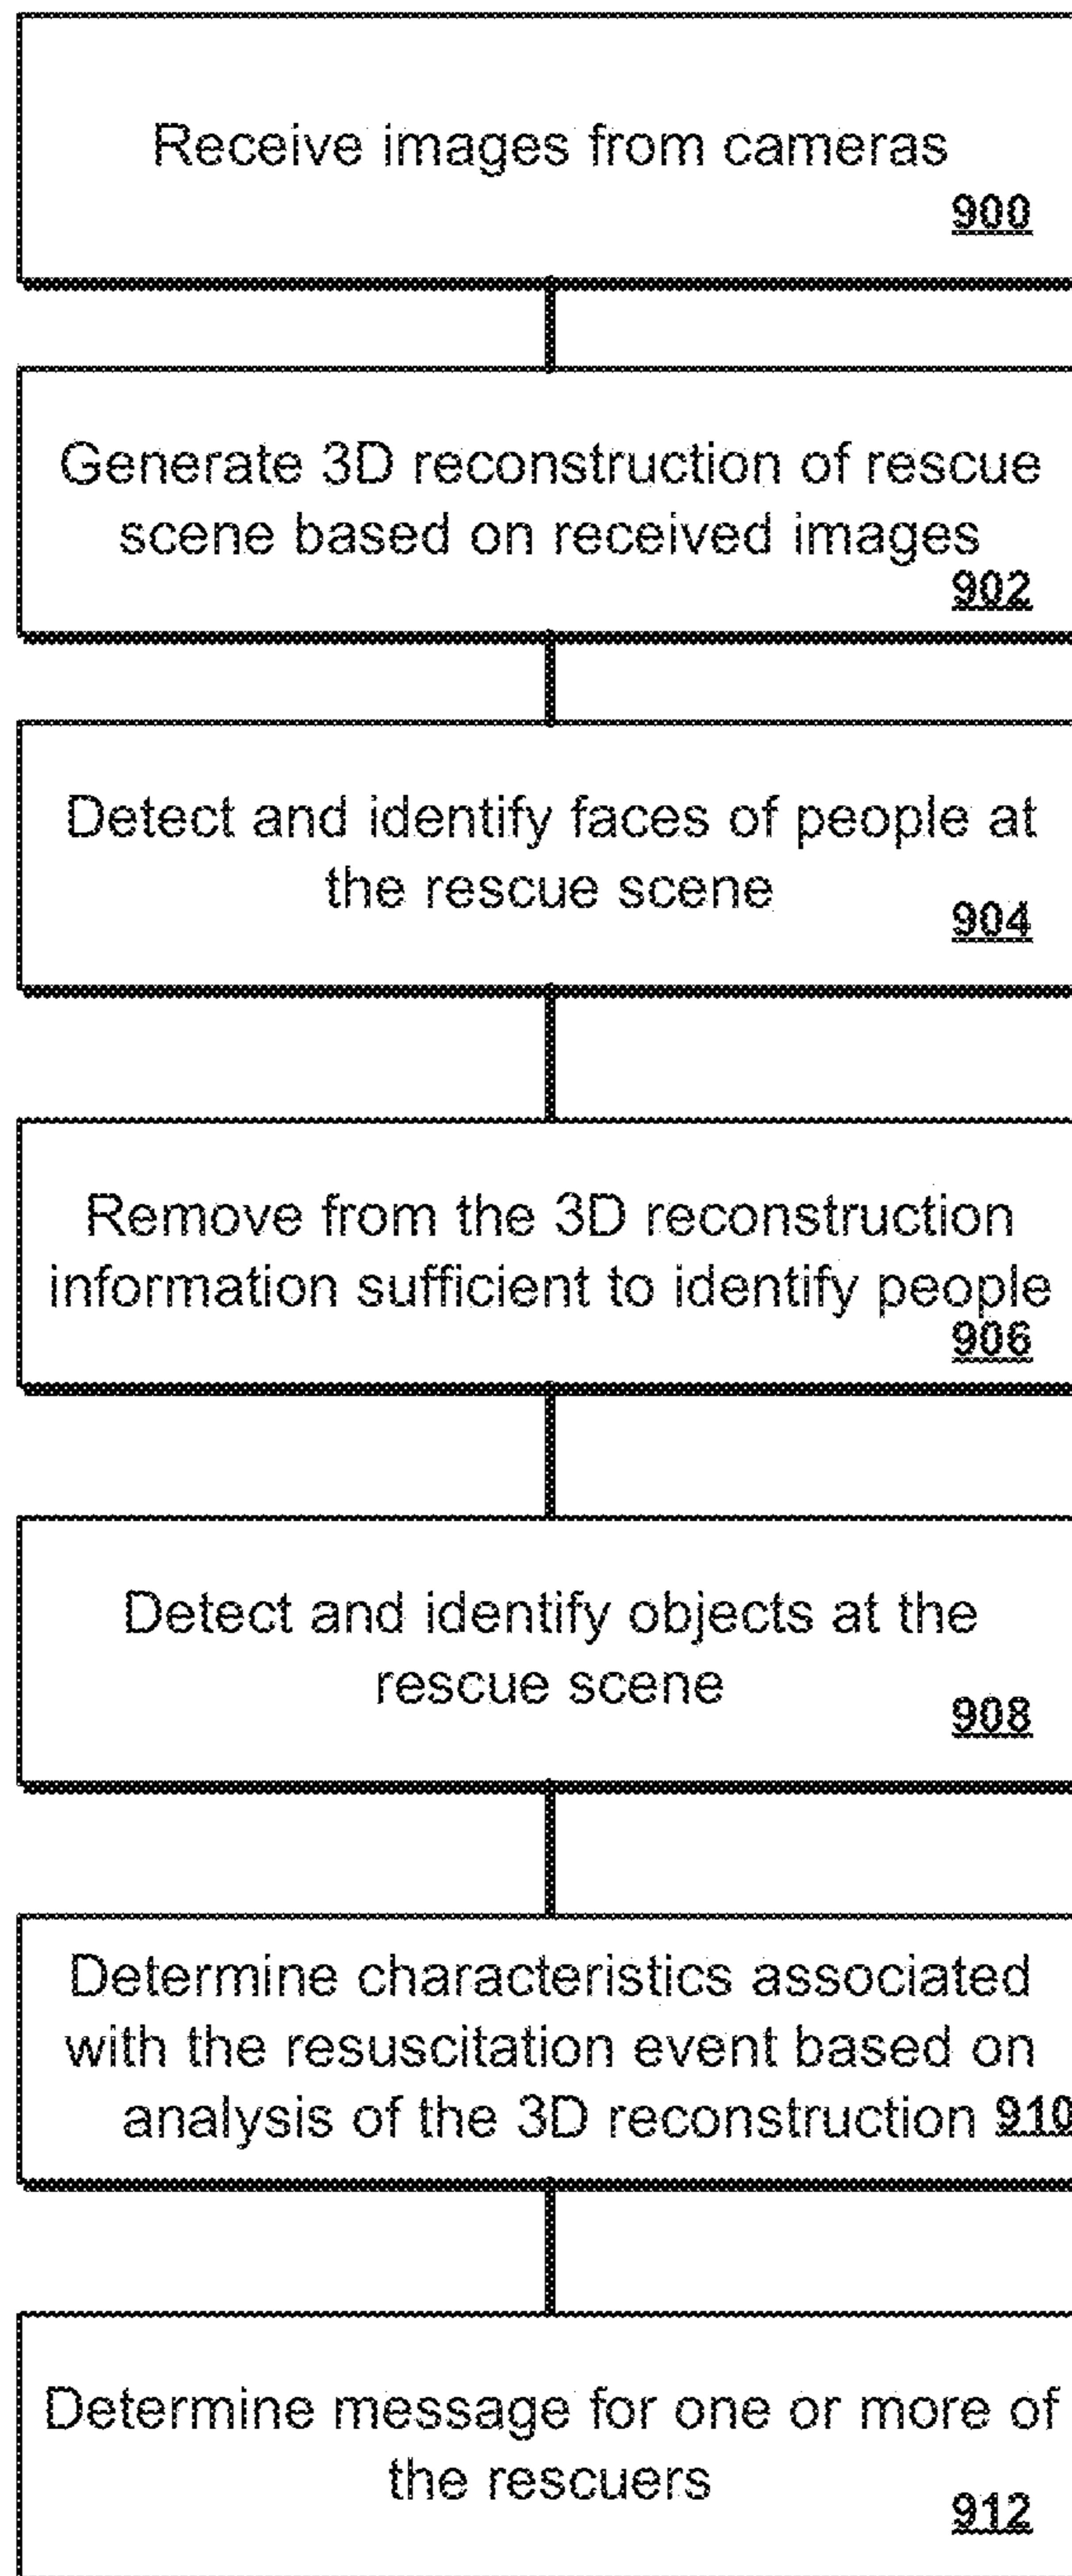 Receive images from cameras
900
Generate 3D reconstruction of rescue
scene based on received images
902
Detect and identify faces of people at
the rescue scene
904
Remove from the 3D reconstruction
information sufficient to identify people
906
Detect and identify objects at the
rescue scene
908
Determine characteristics associated
with the resuscitation event based on
analysis of the 3D reconstruction 910
Determine message for one or more of
the rescuers
912